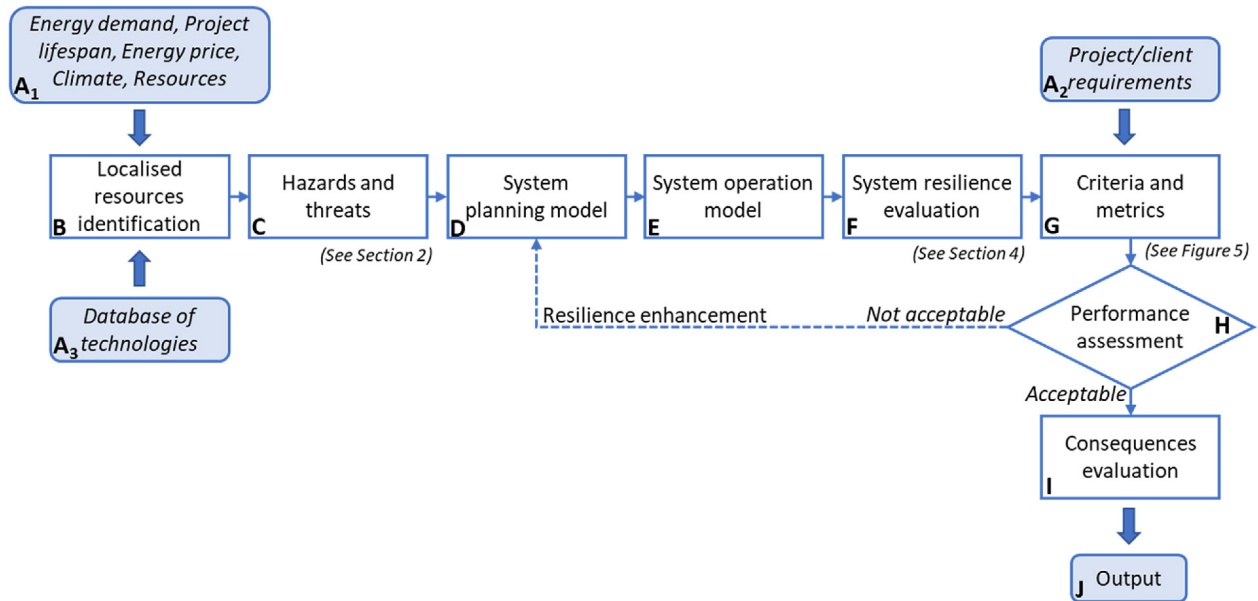 Energy demand, Project
lifespan, Energy price,
Climate, Resources
A1
Project/client
requirements
A2
Localised
resources
identification
B
Hazards and
threats
C
(See Section 2)
System
planning model
D
System operation
model
E
System resilience
evaluation
F
(See Section 4)
Criteria and
metrics
G
(See Figure 5)
Database of
technologies
A3
Resilience enhancement
Not acceptable
Performance
assessment
H
Acceptable
Consequences
evaluation
I
Output
J